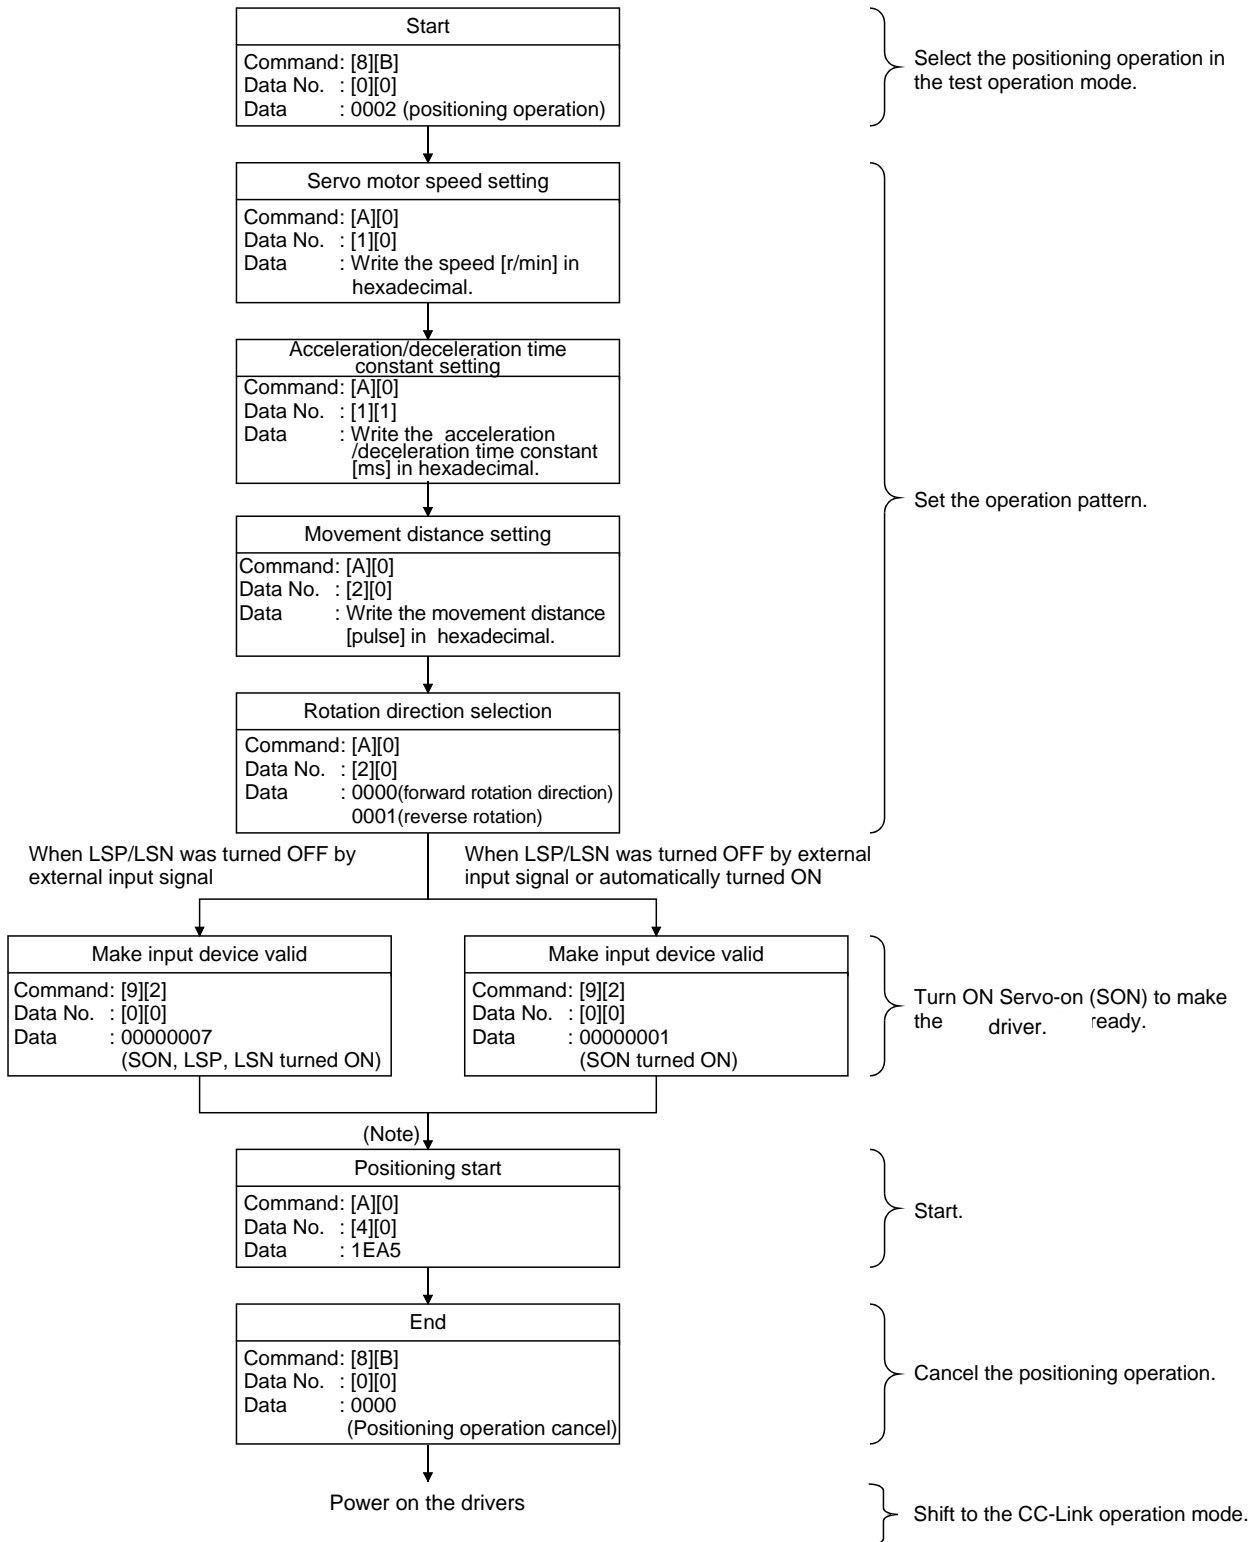 Start
Command: [8][B]
Data No. : [0][0]
Data : 0002 (positioning operation)
Select the positioning operation in
the test operation mode.
Servo motor speed setting
Command: [A][0]
Data No. : [1][0]
Data : Write the speed [r/min] in
hexadecimal.
Acceleration/deceleration time
constant setting
Command: [A][0]
Data No. : [1][1]
Data : Write the acceleration
/deceleration time constant
[ms] in hexadecimal.
Set the operation pattern.
Movement distance setting
Command: [A][0]
Data No. : [2][0]
Data : Write the movement distance
[pulse] in hexadecimal.
Rotation direction selection
Command: [A][0]
Data No. : [2][0]
Data : 0000(forward rotation direction)
0001(reverse rotation)
When LSP/LSN was turned OFF by
external input signal
When LSP/LSN was turned OFF by external
input signal or automatically turned ON
Make input device valid
Command: [9][2]
Data No. : [0][0]
Data : 00000007
(SON, LSP, LSN turned ON)
Make input device valid
Command: [9][2]
Data No. : [0][0]
Data : 00000001
(SON turned ON)
Turn ON Servo-on (SON) to make
the driver. ready.
(Note)
Positioning start
Command: [A][0]
Data No. : [4][0]
Data : 1EA5
Start.
End
Command: [8][B]
Data No. : [0][0]
Data : 0000
(Positioning operation cancel)
Cancel the positioning operation.
Power on the drivers
Shift to the CC-Link operation mode.